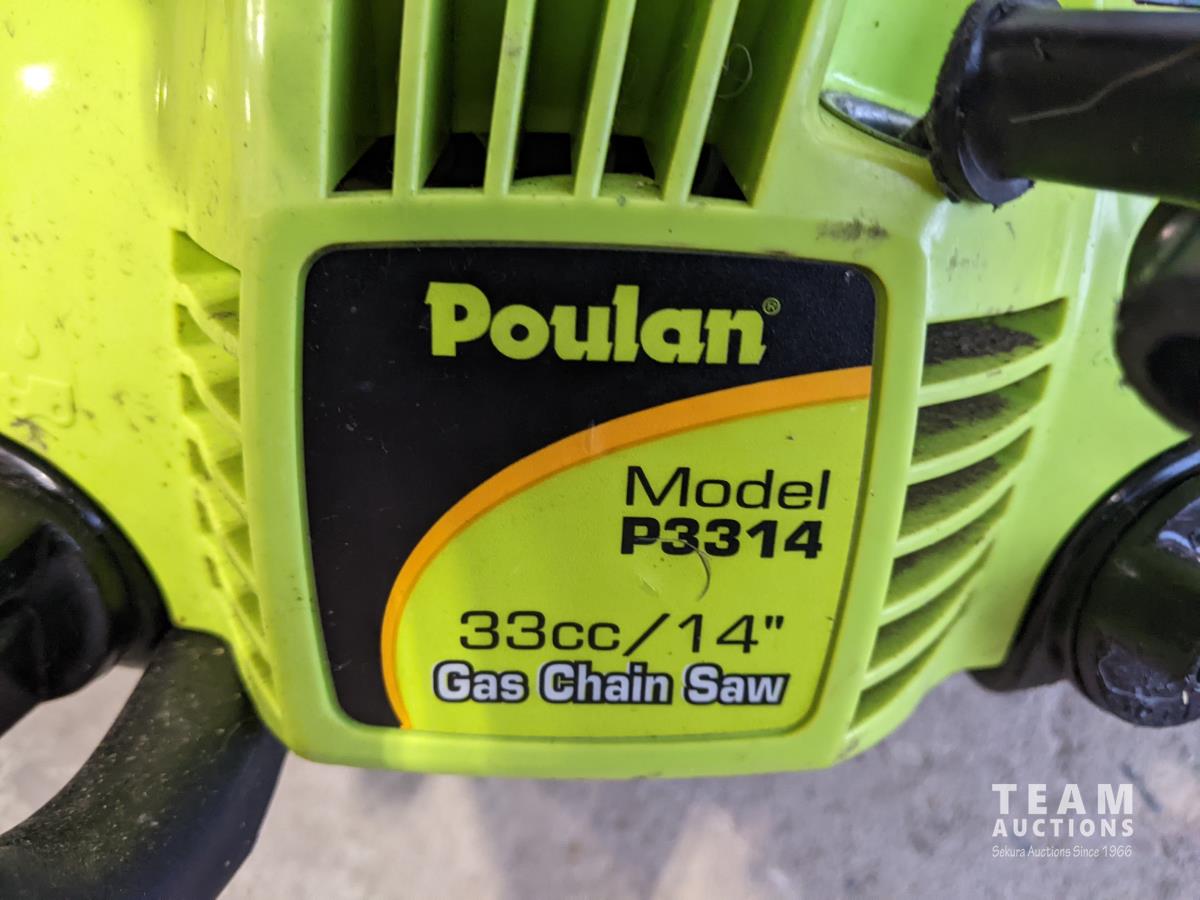 Poulan®
Model
P3314
33cc/14"
Gas Chain Saw
TEAM
AUCTIONS
Sekura Auctions Since 1966